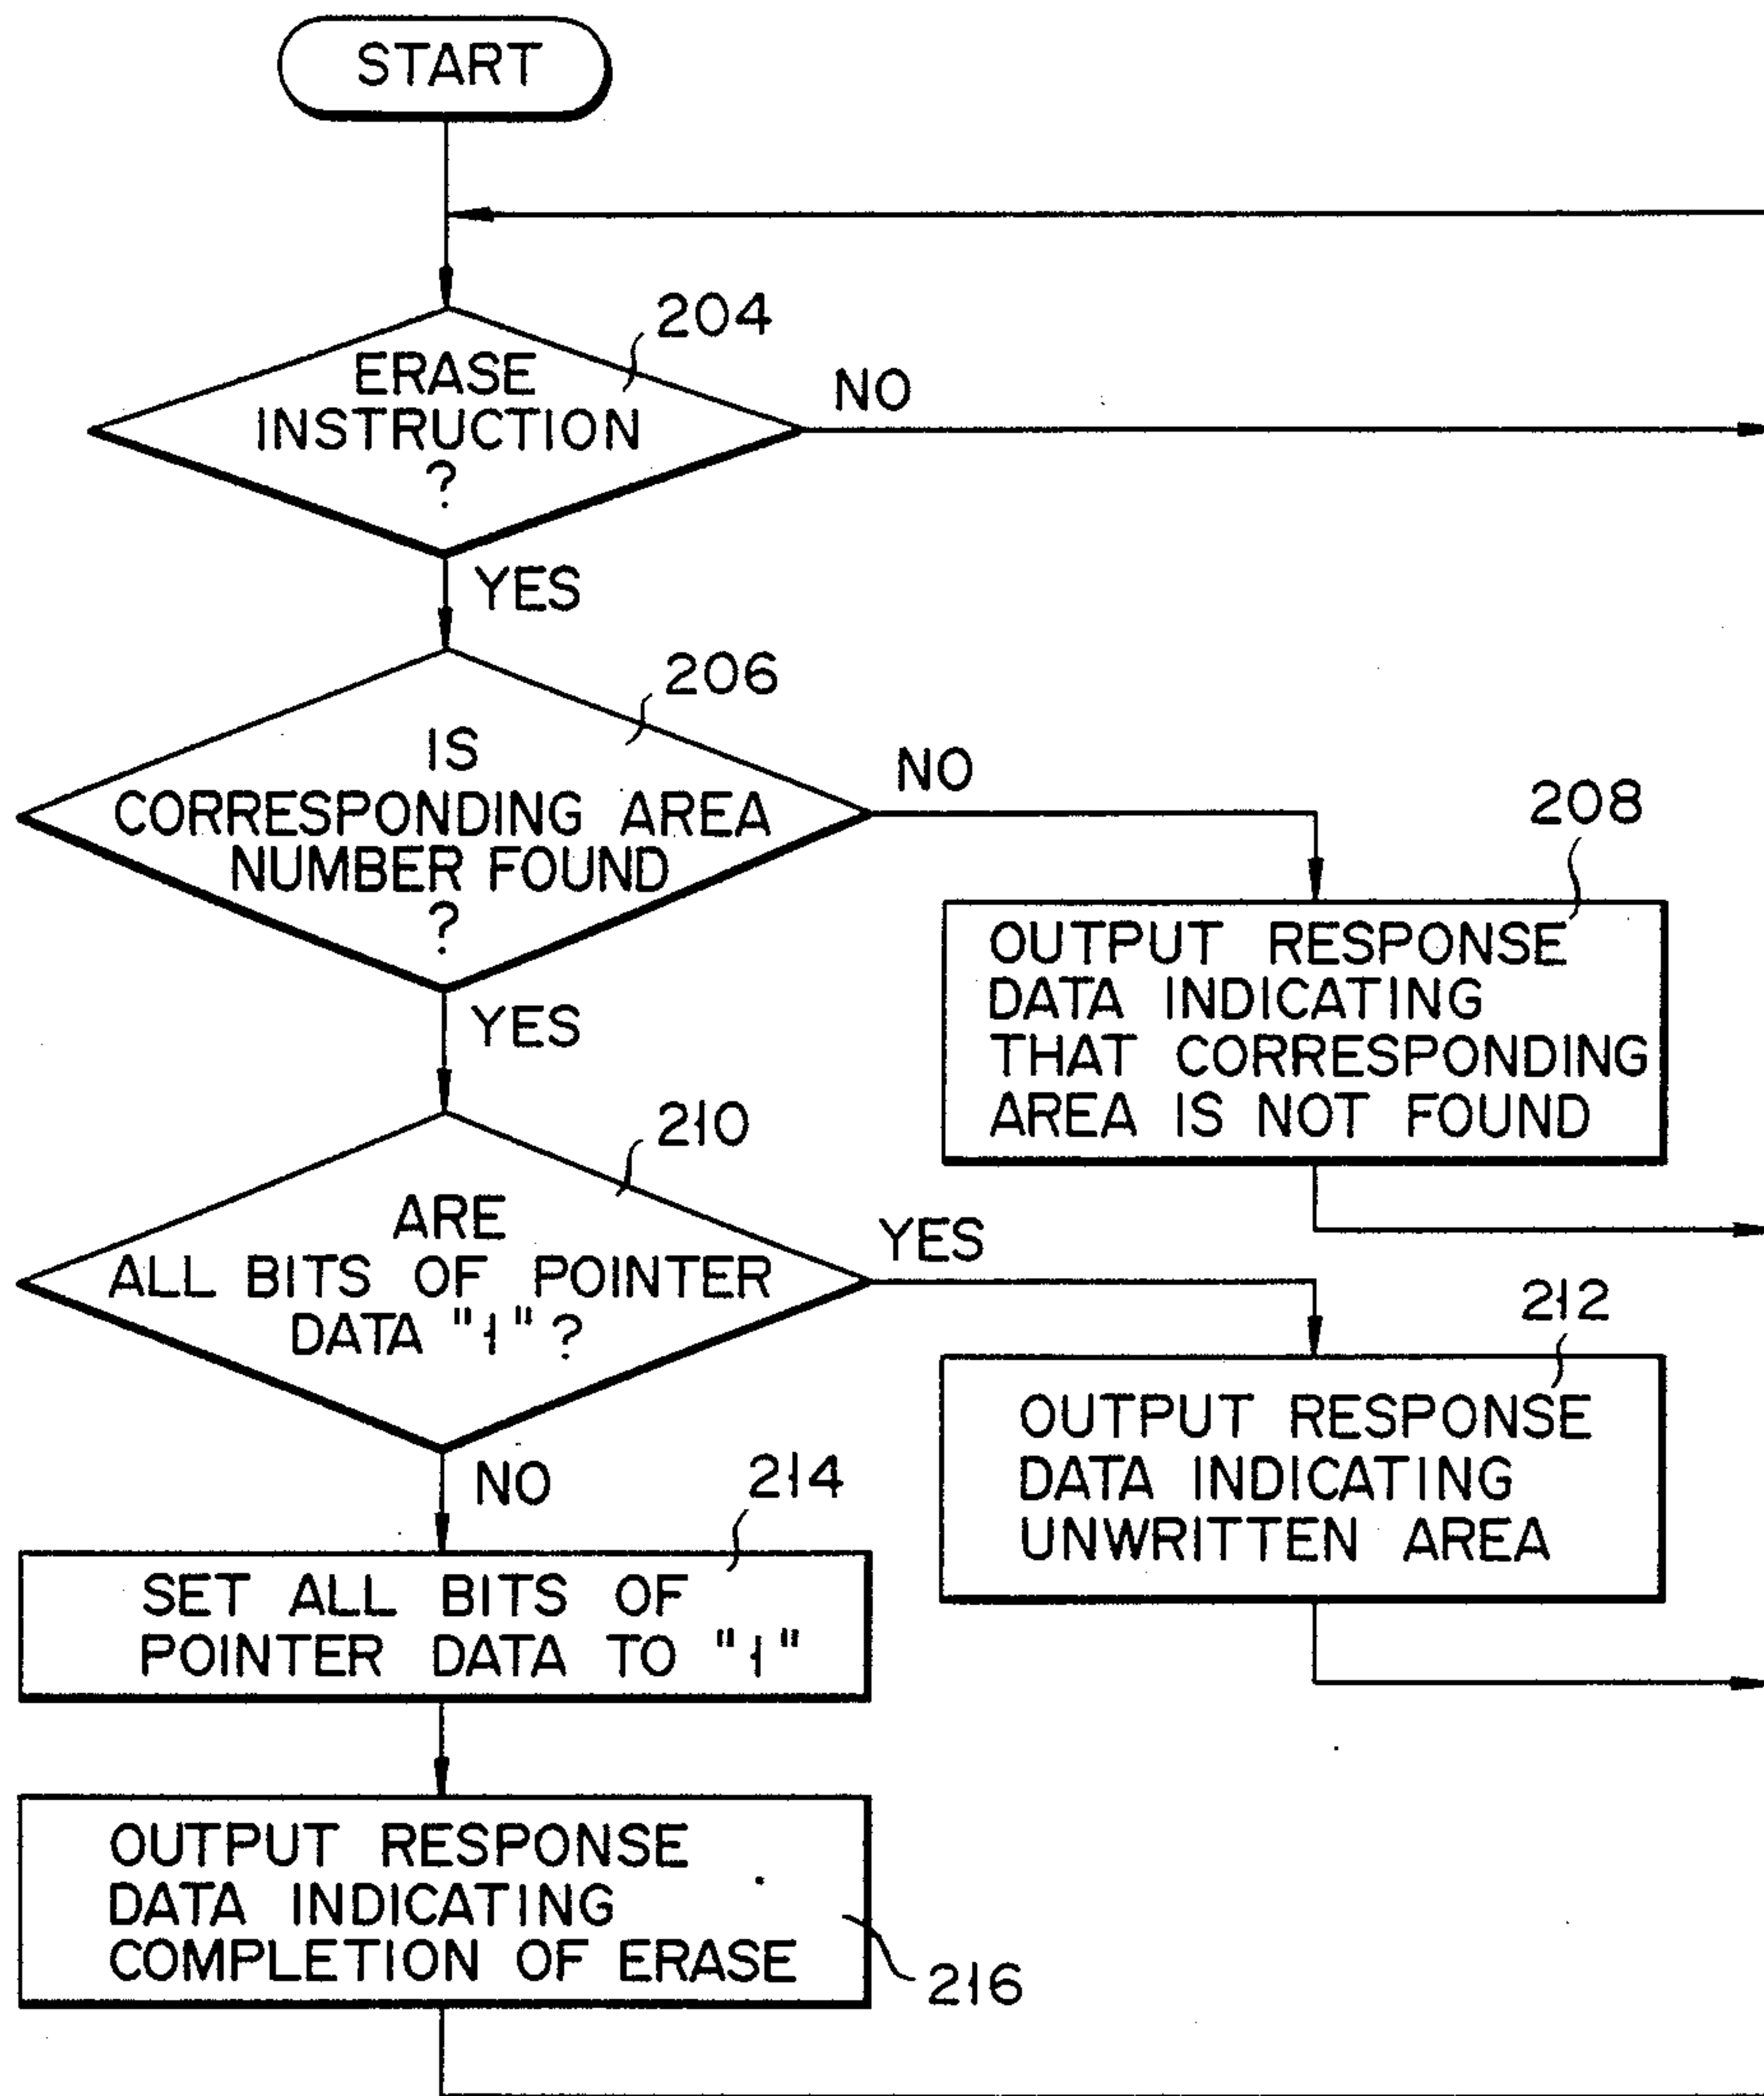 START
204
ERASE
INSTRUCTION
?
NO
YES
206
IS
CORRESPONDING AREA
NUMBER FOUND
?
NO
YES
208
OUTPUT RESPONSE
DATA INDICATING
THAT CORRESPONDING
AREA IS NOT FOUND
210
ARE
ALL BITS OF POINTER
DATA "1" ?
YES
NO
212
OUTPUT RESPONSE
DATA INDICATING
UNWRITTEN AREA
214
SET ALL BITS OF
POINTER DATA TO "1"
OUTPUT RESPONSE
DATA INDICATING
COMPLETION OF ERASE
216